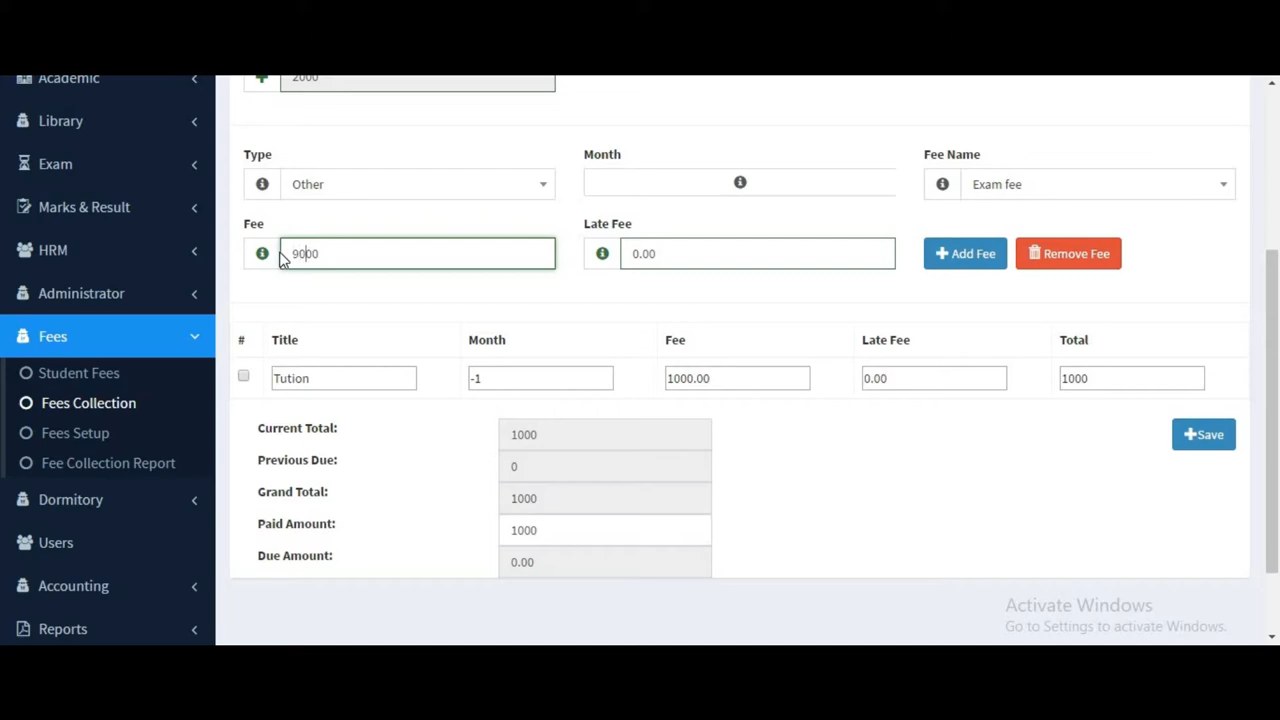 Academic
Library
Exam
Marks & Result
HRM
Administrator
Fees
Student Fees
Fees Collection
Fees Setup
Fee Collection Report
Dormitory
Users
Accounting
Reports
2000
Type Month Fee Name
Other Exam fee
Fee Late Fee
9000 0.00 Add Fee Remove Fee
# Title Month Fee Late Fee Total
Tution -1 1000.00 0.00 1000
Current Total: 1000
Save
Previous Due: 0
Grand Total: 1000
Paid Amount: 1000
Due Amount: 0.00
Activate Windows
Go to Settings to activate Windows.